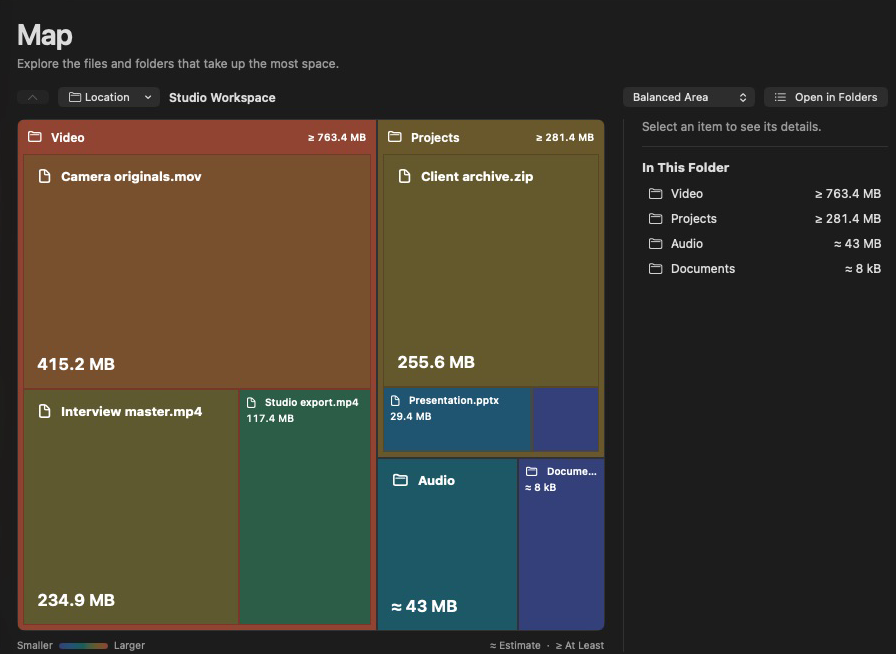 Map
Explore the files and folders that take up the most space.
Location
Studio Workspace
Balanced Area
Open in Folders
Video
≥ 763.4 MB
Camera originals.mov
415.2 MB
Interview master.mp4
234.9 MB
Studio export.mp4
117.4 MB
Projects
≥ 281.4 MB
Client archive.zip
255.6 MB
Presentation.pptx
29.4 MB
Audio
≈ 43 MB
Docume...
≈ 8 kB
Select an item to see its details.
In This Folder
Video ≥ 763.4 MB
Projects ≥ 281.4 MB
Audio ≈ 43 MB
Documents ≈ 8 kB
Smaller Larger
≈ Estimate · ≥ At Least